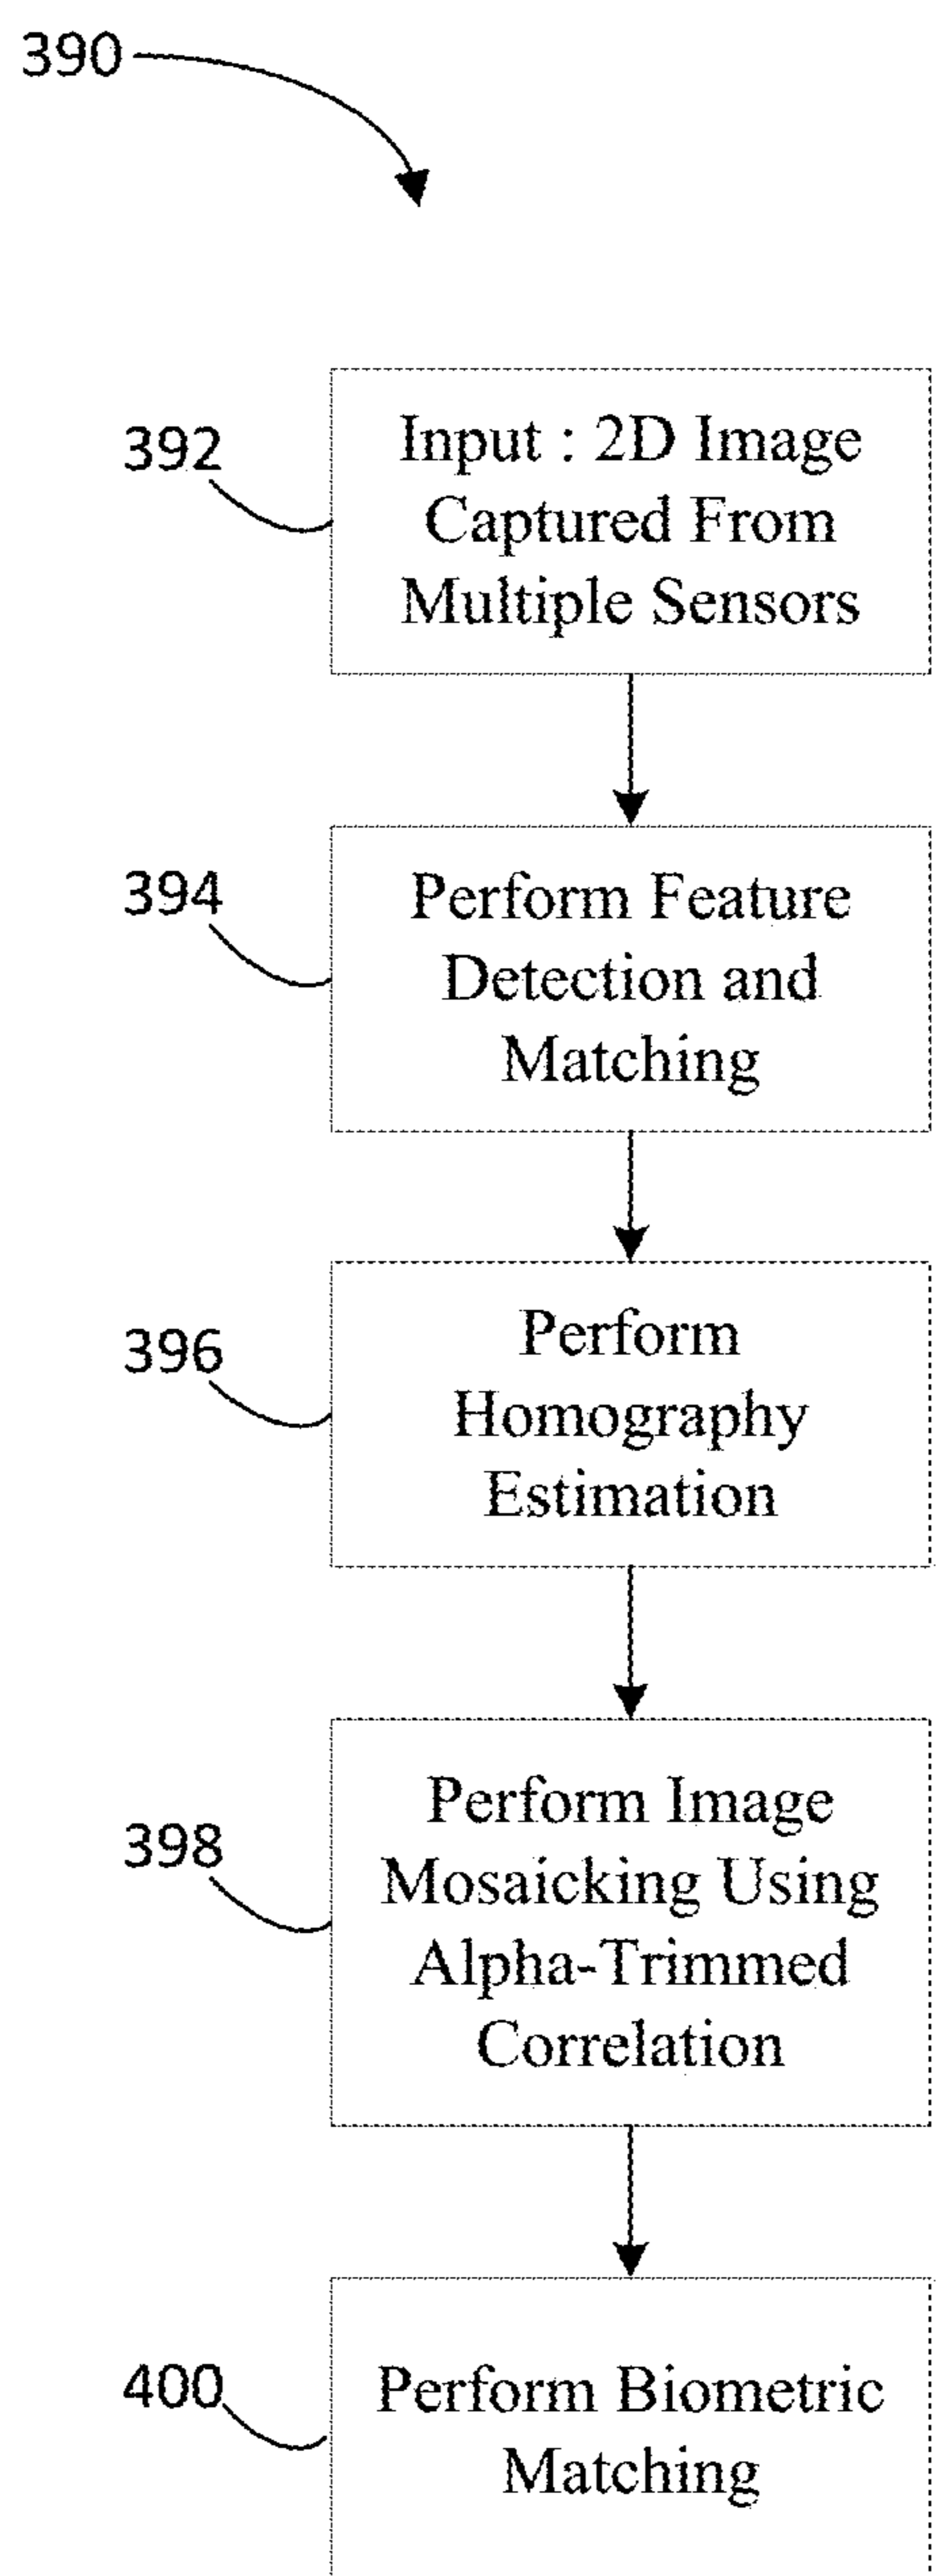 390
392
Input : 2D Image
Captured From
Multiple Sensors
394
Perform Feature
Detection and
Matching
396
Perform
Homography
Estimation
398
Perform Image
Mosaicking Using
Alpha-Trimmed
Correlation
400
Perform Biometric
Matching